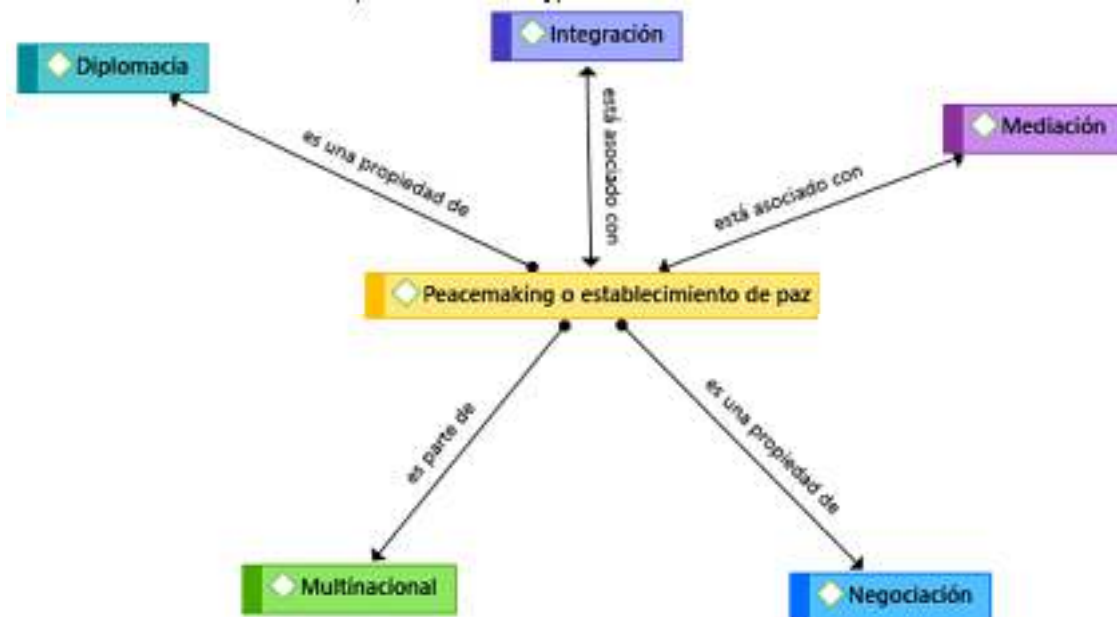 Integración
Diplomacia
Mediación
está asociado con
es una propiedad de
está asociado con
Peacemaking o establecimiento de paz
es parte de
es una propiedad de
Multinacional
Negociación